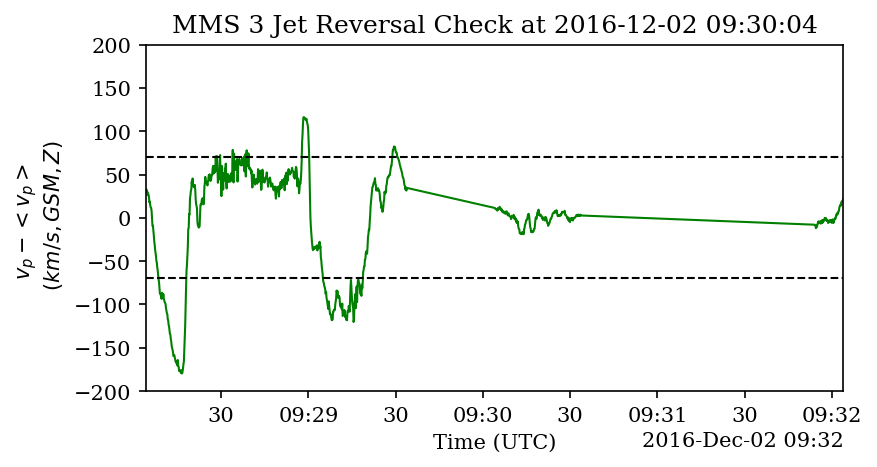 MMS 3 Jet Reversal Check at 2016-12-02 09:30:04
v_p − < v_p >
(km/s, GSM, Z)
200
150
100
50
0
−50
−100
−150
−200
30 09:29 30 09:30 30 09:31 30 09:32
Time (UTC) 2016-Dec-02 09:32